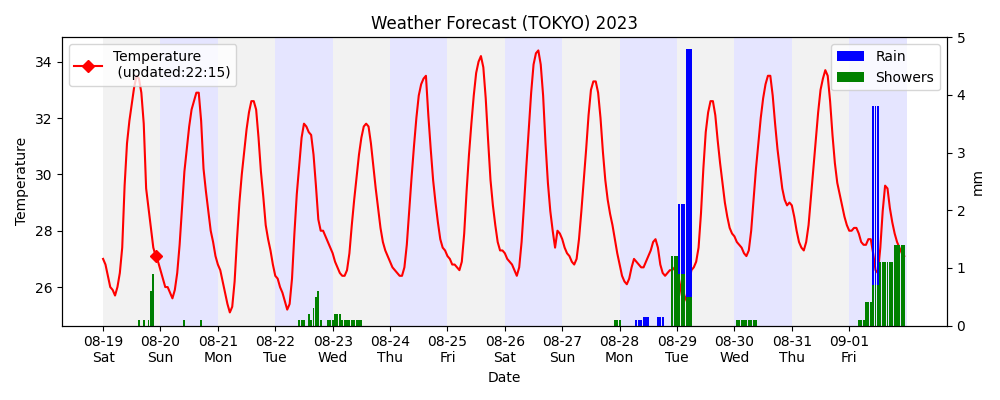 Weather Forecast (TOKYO) 2023
Temperature
(updated:22:15)
Rain
Showers
Temperature
34
32
30
28
26
5
4
3
2
1
0
mm
08-19 08-20 08-21 08-22 08-23 08-24 08-25 08-26 08-27 08-28 08-29 08-30 08-31 09-01
Sat Sun Mon Tue Wed Thu Fri Sat Sun Mon Tue Wed Thu Fri
Date